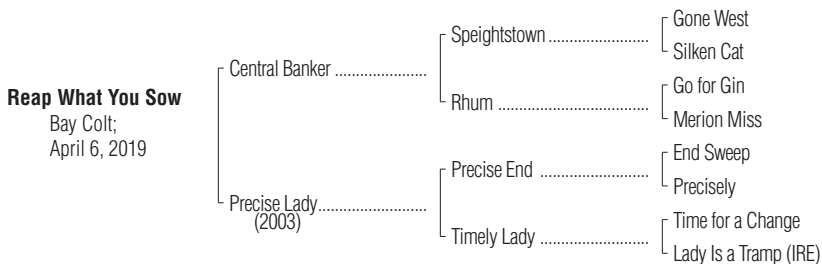 Reap What You Sow
Bay Colt;
April 6, 2019
Central Banker ........................
Precise Lady............................
(2003)
Speightstown ..........................
Rhum ......................................
Precise End .............................
Timely Lady .............................
Gone West
Silken Cat
Go for Gin
Merion Miss
End Sweep
Precisely
Time for a Change
Lady Is a Tramp (IRE)